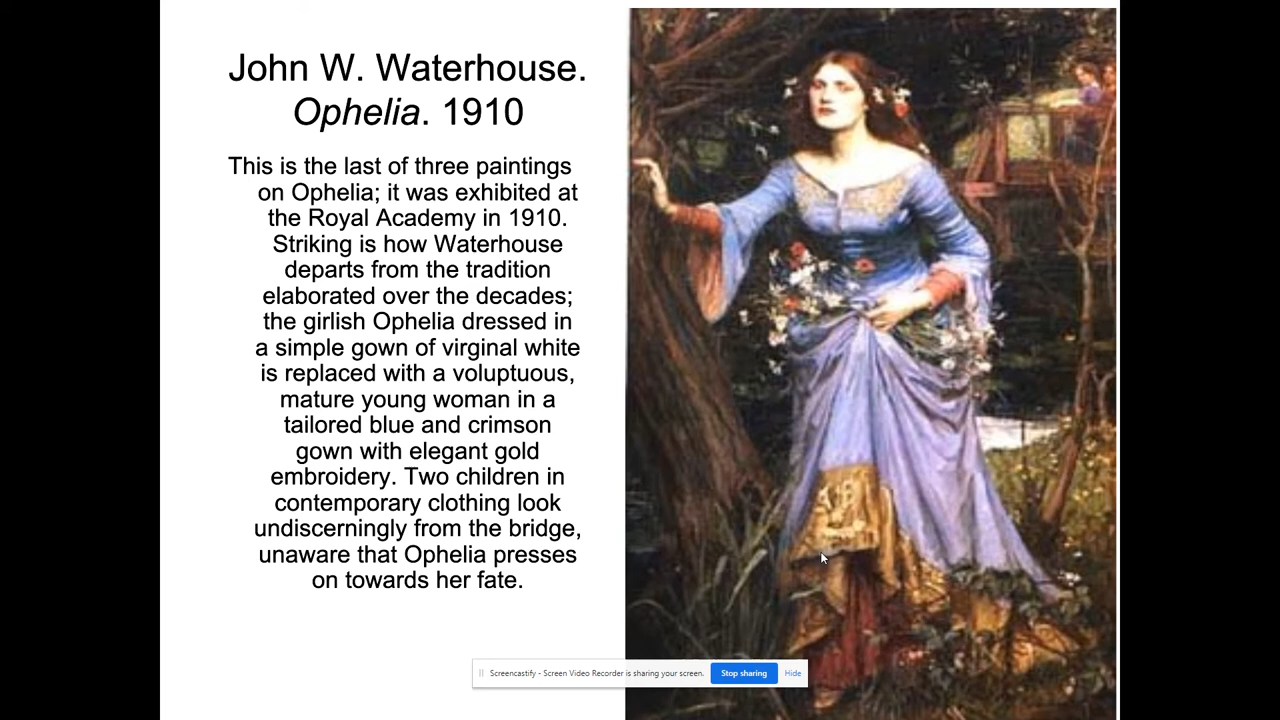 John W. Waterhouse.
Ophelia. 1910
This is the last of three paintings
on Ophelia; it was exhibited at
the Royal Academy in 1910.
Striking is how Waterhouse
departs from the tradition
elaborated over the decades;
the girlish Ophelia dressed in
a simple gown of virginal white
is replaced with a voluptuous,
mature young woman in a
tailored blue and crimson
gown with elegant gold
embroidery. Two children in
contemporary clothing look
undiscerningly from the bridge,
unaware that Ophelia presses
on towards her fate.
Screencastify - Screen Video Recorder is sharing your screen. Stop sharing Hide